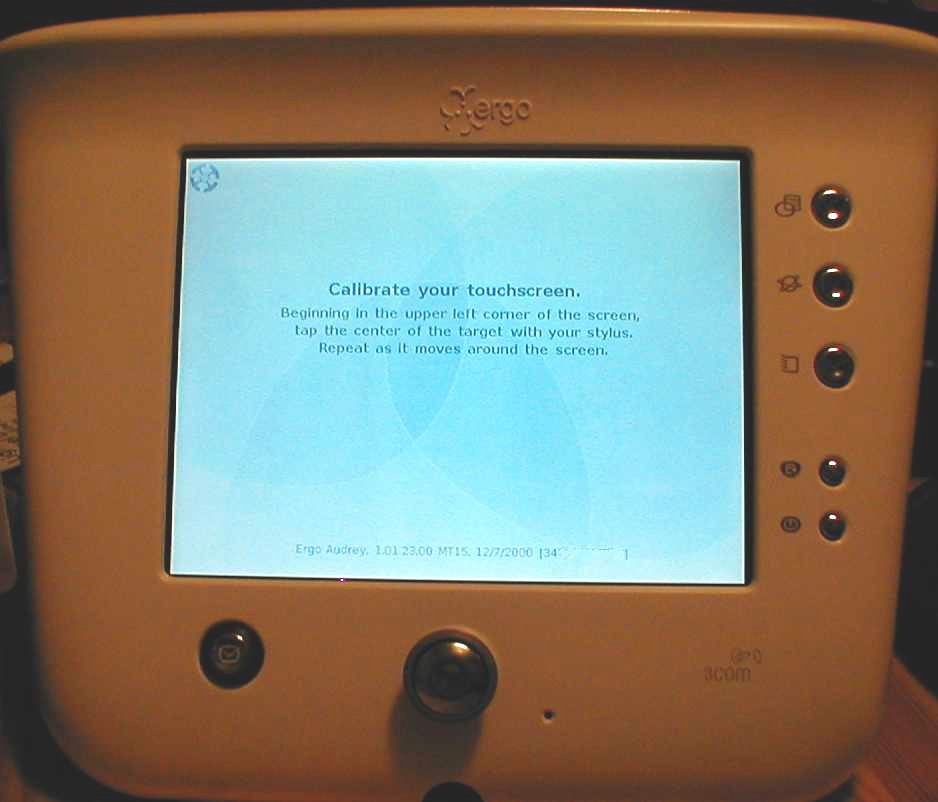 ergo
Calibrate your touchscreen.
Beginning in the upper left corner of the screen,
tap the center of the target with your stylus.
Repeat as it moves around the screen.
Ergo Audrey, 1.01.23.00 MT15, 12/7/2000 [34 ]
3com